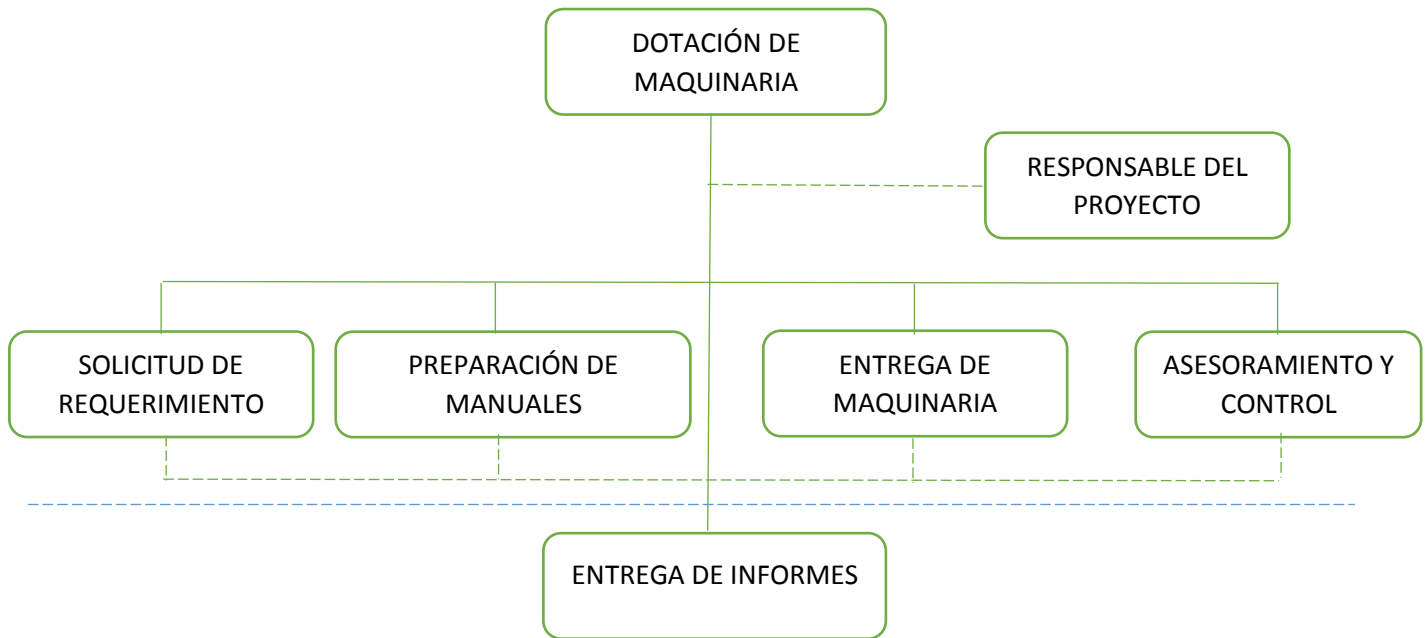 DOTACIÓN DE
MAQUINARIA
RESPONSABLE DEL
PROYECTO
SOLICITUD DE
REQUERIMIENTO
PREPARACIÓN DE
MANUALES
ENTREGA DE
MAQUINARIA
ASESORAMIENTO Y
CONTROL
ENTREGA DE INFORMES